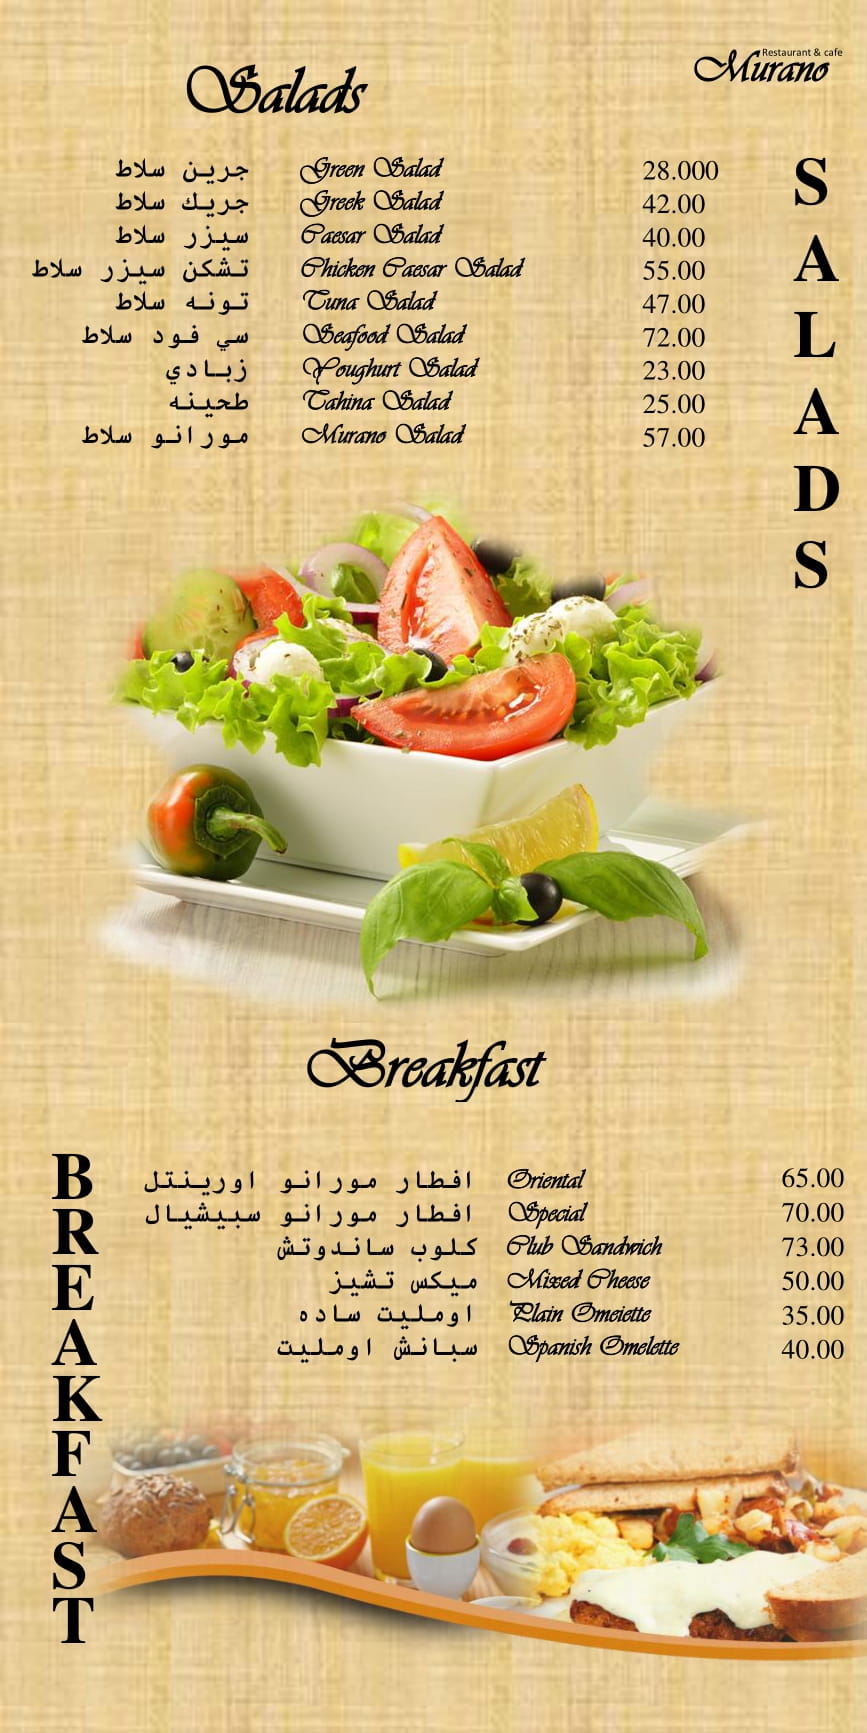 Restaurant & cafe
Murano
Salads
جرين سلاط Green Salad 28.000
جريك سلاط Greek Salad 42.00
سيزر سلاط Caesar Salad 40.00
تشكن سيزر سلاط Chicken Caesar Salad 55.00
تونه سلاط Tuna Salad 47.00
سي فود سلاط Seafood Salad 72.00
زبادي Youghurt Salad 23.00
طحينه Tahina Salad 25.00
مورانو سلاط Murano Salad 57.00
SALADS
Breakfast
افطار مورانو اورينتل Oriental 65.00
افطار مورانو سبيشيال Special 70.00
كلوب ساندوتش Club Sandwich 73.00
ميكس تشيز Mixed Cheese 50.00
اومليت ساده Plain Omeiette 35.00
سبانش اومليت Spanish Omelette 40.00
BREAKFAST